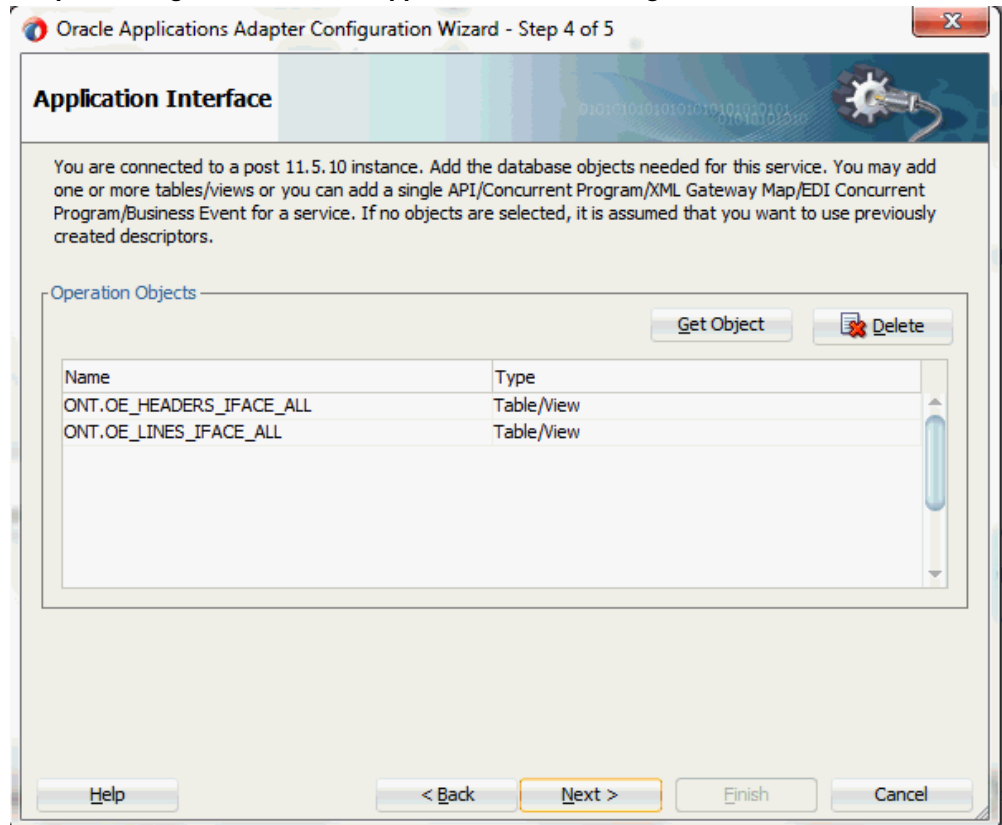 Oracle Applications Adapter Configuration Wizard - Step 4 of 5
Application Interface
You are connected to a post 11.5.10 instance. Add the database objects needed for this service. You may add
one or more tables/views or you can add a single API/Concurrent Program/XML Gateway Map/EDI Concurrent
Program/Business Event for a service. If no objects are selected, it is assumed that you want to use previously
created descriptors.
Operation Objects
Get Object Delete
Name Type
ONT.OE_HEADERS_IFACE_ALL Table/View
ONT.OE_LINES_IFACE_ALL Table/View
Help < Back Next > Finish Cancel